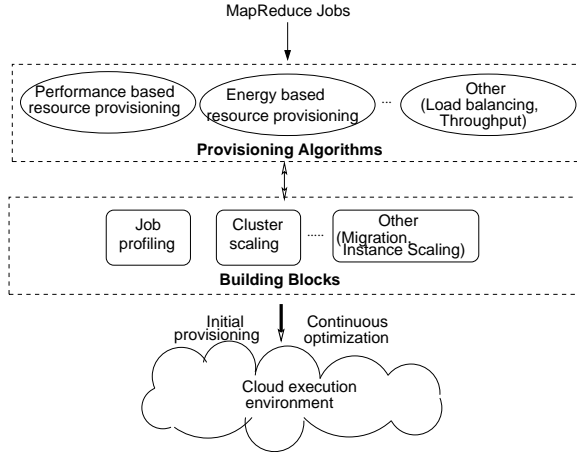 MapReduce Jobs
Performance based
resource provisioning
Energy based
resource provisioning
...
Other
(Load balancing,
Throughput)
Provisioning Algorithms
Job
profiling
Cluster
scaling
.....
Other
(Migration,
Instance Scaling)
Building Blocks
Initial
provisioning
Continuous
optimization
Cloud execution
environment